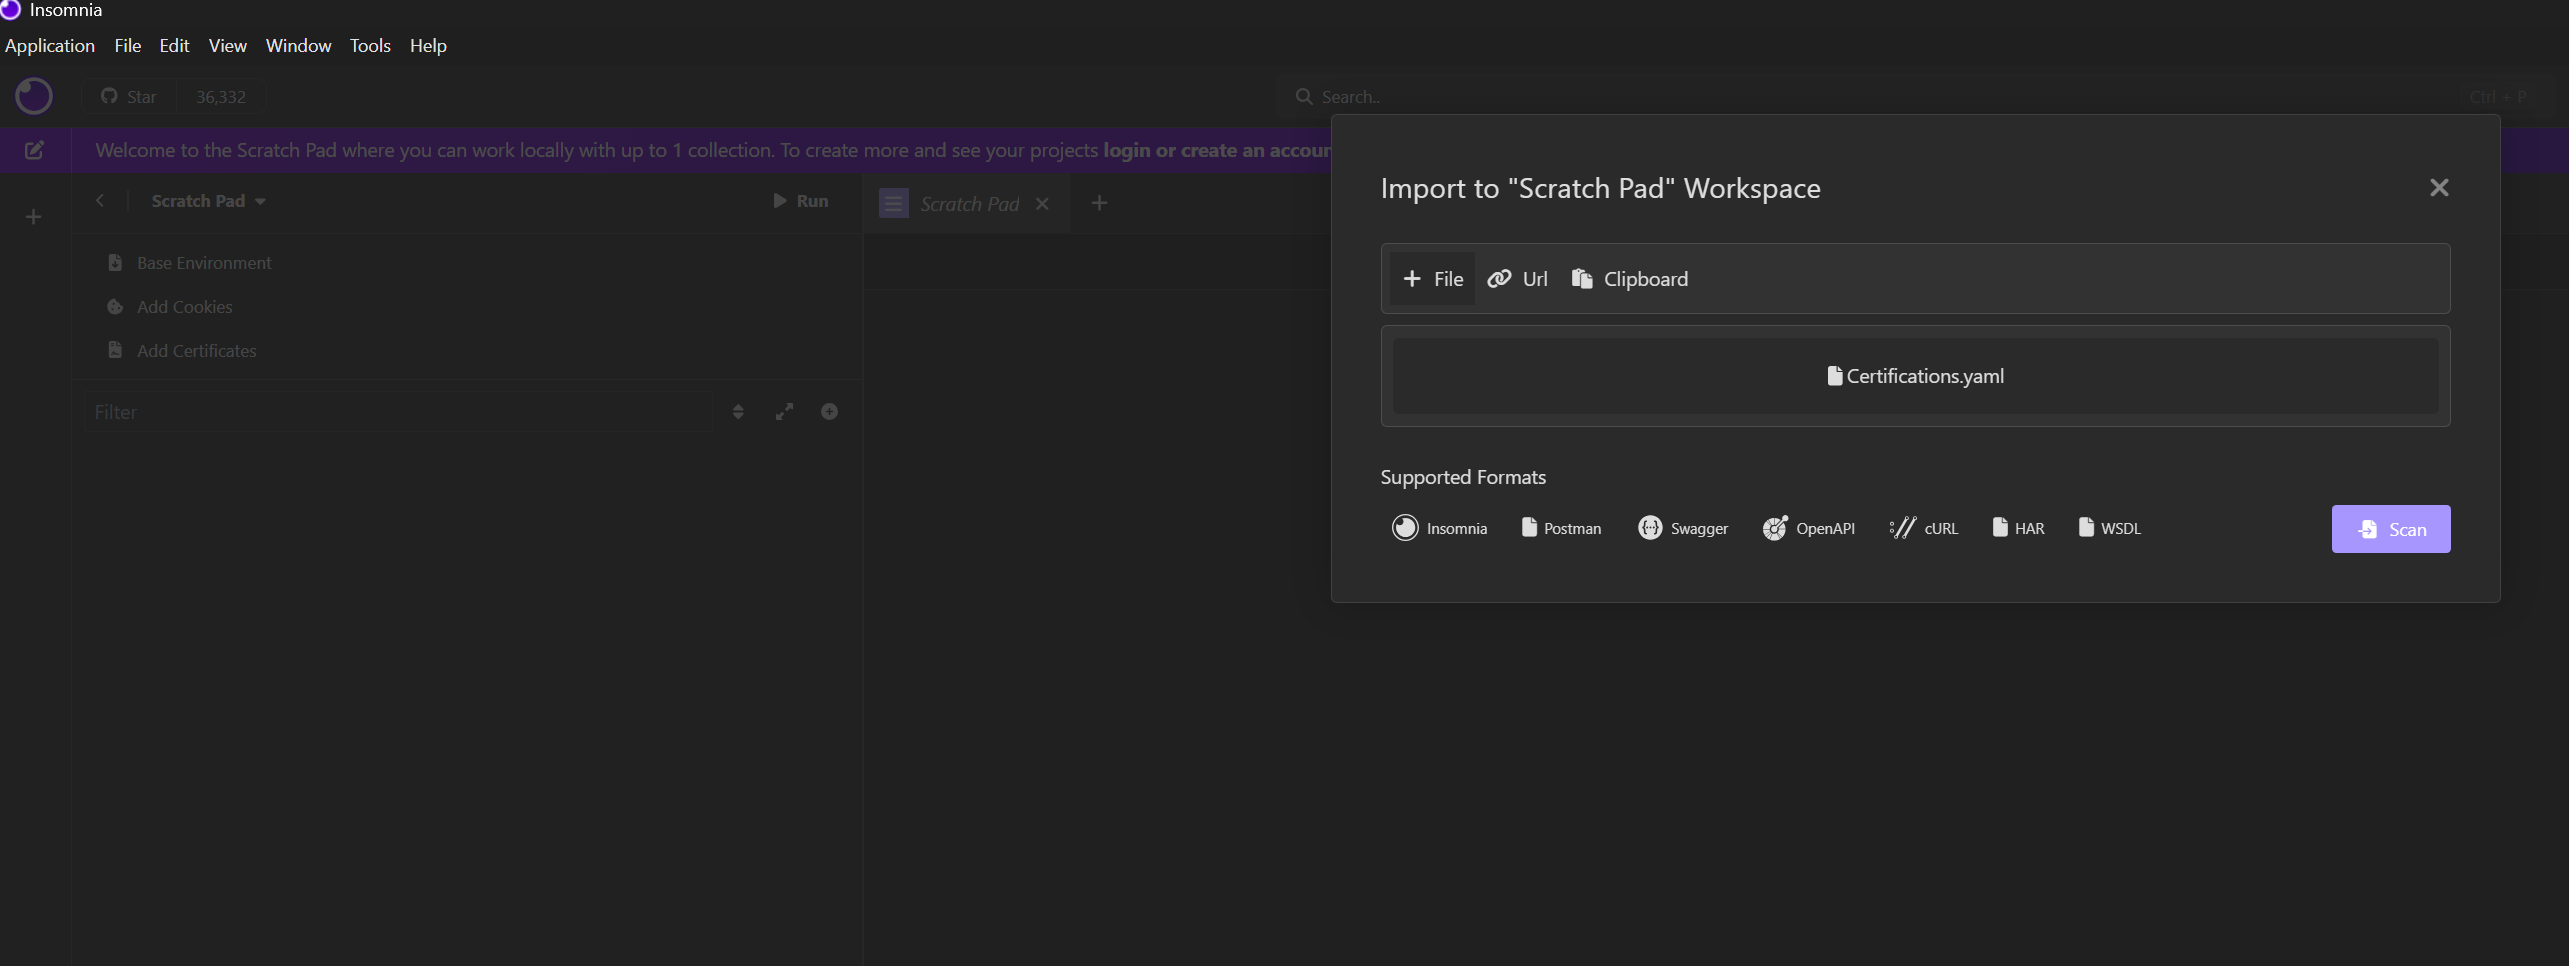 Insomnia
Application File Edit View Window Tools Help
Star 36,332
Search..
Ctrl + P
Welcome to the Scratch Pad where you can work locally with up to 1 collection. To create more and see your projects login or create an accoun
Scratch Pad
Run
Scratch Pad
Base Environment
Add Cookies
Add Certificates
Filter
Import to "Scratch Pad" Workspace
File Url Clipboard
Certifications.yaml
Supported Formats
Insomnia Postman Swagger OpenAPI cURL HAR WSDL
Scan